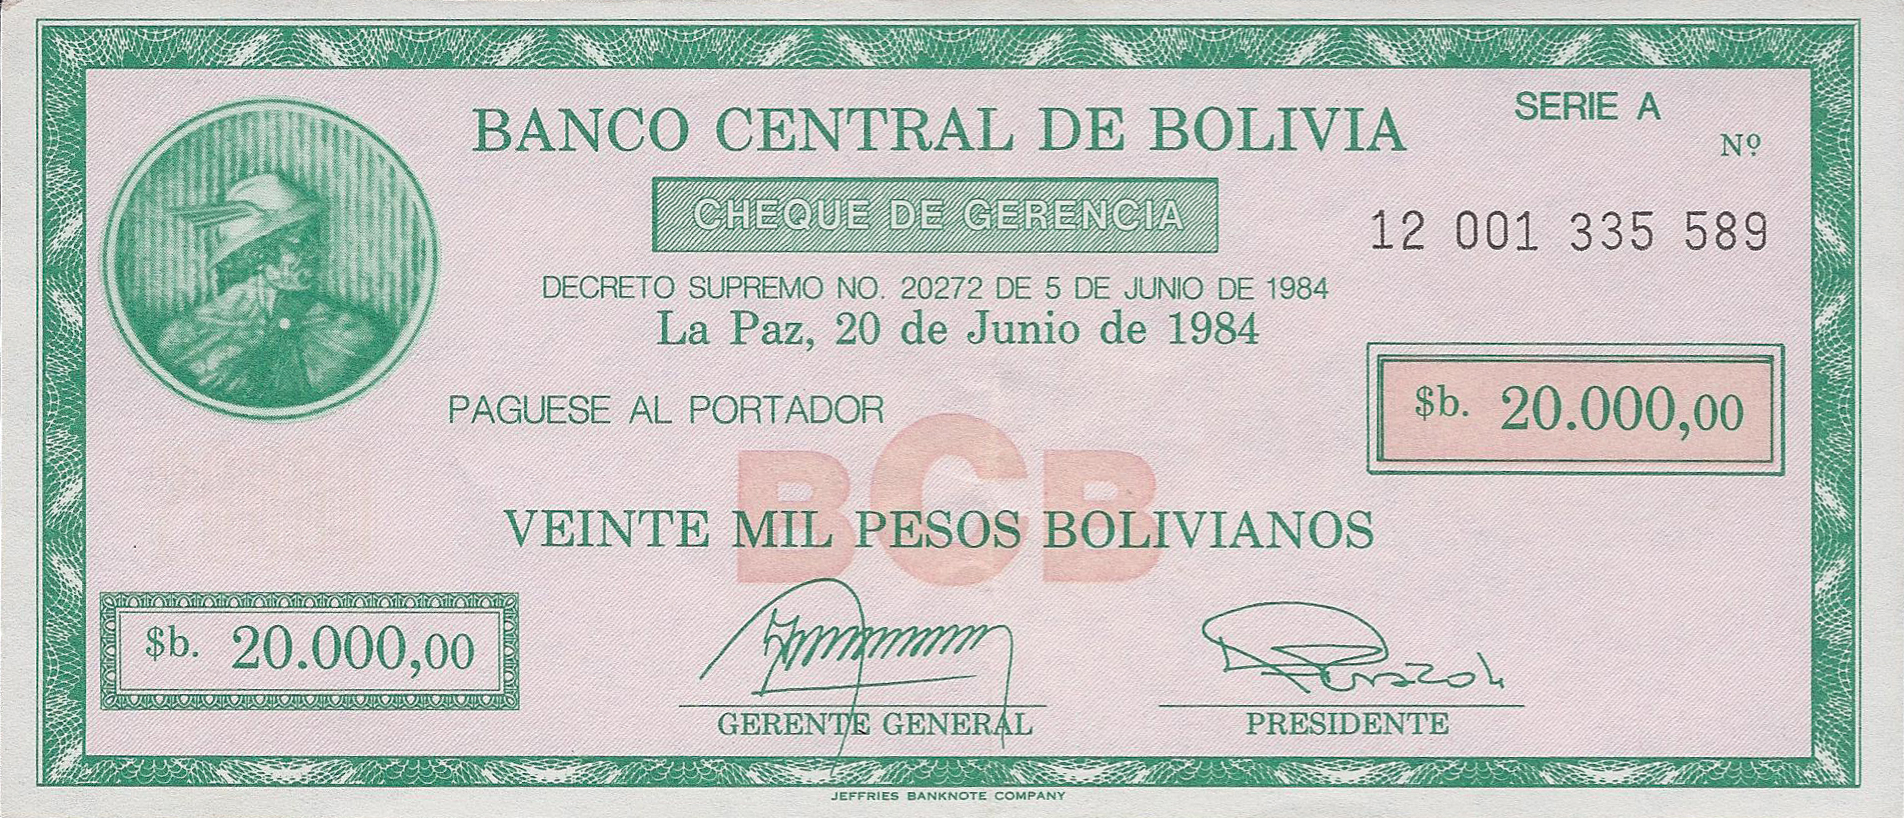 BANCO CENTRAL DE BOLIVIA
SERIE A
Nº
CHEQUE DE GERENCIA
12 001 335 589
DECRETO SUPREMO NO. 20272 DE 5 DE JUNIO DE 1984
La Paz, 20 de Junio de 1984
$b. 20.000,00
PAGUESE AL PORTADOR
BCB
VEINTE MIL PESOS BOLIVIANOS
$b. 20.000,00
GERENTE GENERAL
PRESIDENTE
JEFFRIES BANKNOTE COMPANY